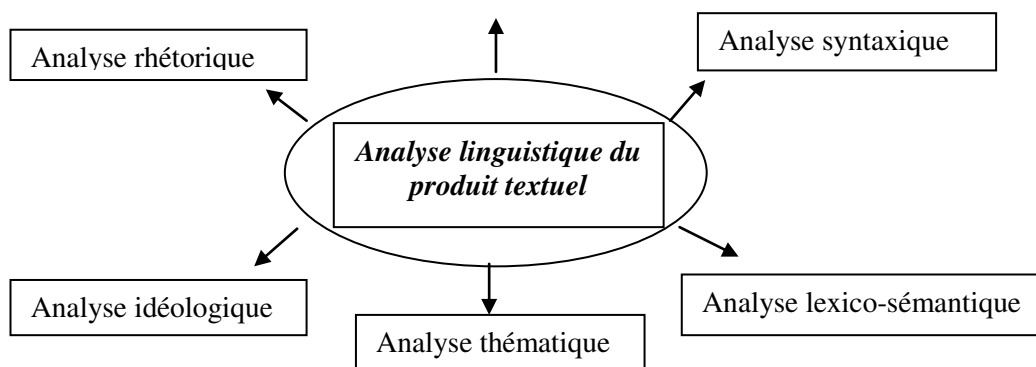 Analyse rhétorique
Analyse syntaxique
Analyse linguistique du
produit textuel
Analyse idéologique
Analyse thématique
Analyse lexico-sémantique